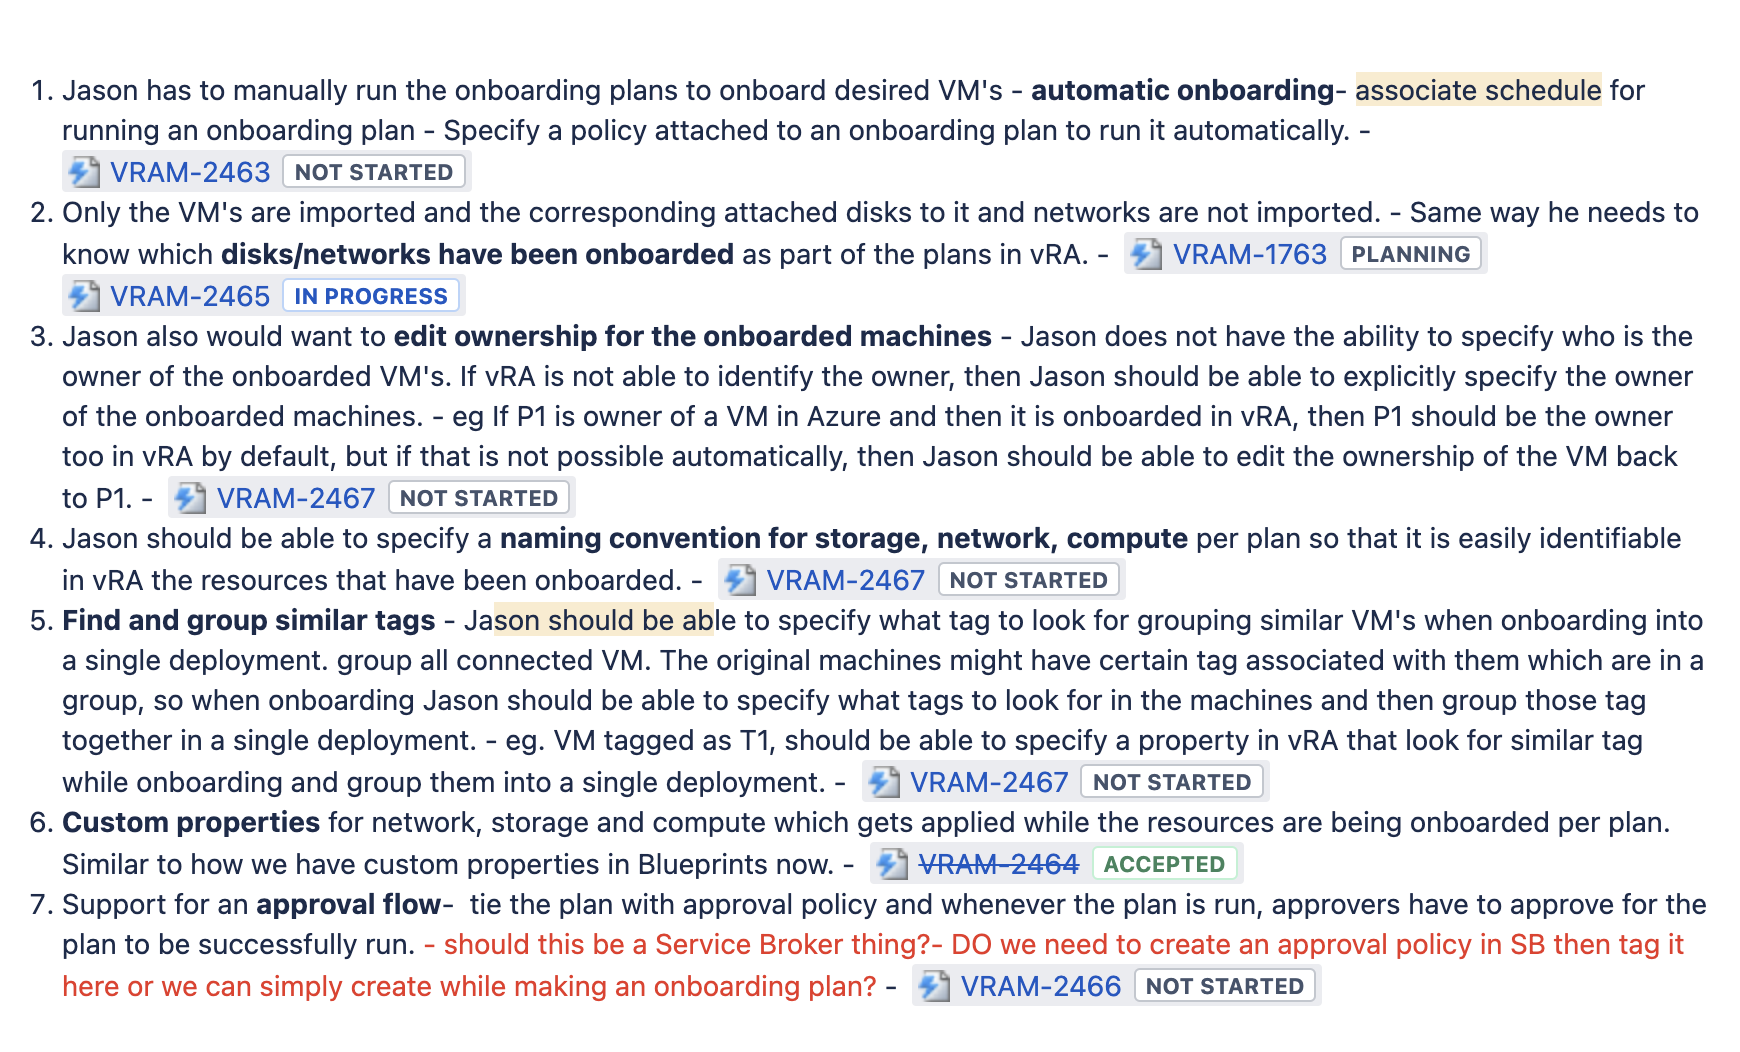 1. Jason has to manually run the onboarding plans to onboard desired VM's - automatic onboarding- associate schedule for
running an onboarding plan - Specify a policy attached to an onboarding plan to run it automatically. -
VRAM-2463 NOT STARTED
2. Only the VM's are imported and the corresponding attached disks to it and networks are not imported. - Same way he needs to
know which disks/networks have been onboarded as part of the plans in vRA. - VRAM-1763 PLANNING
VRAM-2465 IN PROGRESS
3. Jason also would want to edit ownership for the onboarded machines - Jason does not have the ability to specify who is the
owner of the onboarded VM's. If vRA is not able to identify the owner, then Jason should be able to explicitly specify the owner
of the onboarded machines. - eg If P1 is owner of a VM in Azure and then it is onboarded in vRA, then P1 should be the owner
too in vRA by default, but if that is not possible automatically, then Jason should be able to edit the ownership of the VM back
to P1. - VRAM-2467 NOT STARTED
4. Jason should be able to specify a naming convention for storage, network, compute per plan so that it is easily identifiable
in vRA the resources that have been onboarded. - VRAM-2467 NOT STARTED
5. Find and group similar tags - Jason should be able to specify what tag to look for grouping similar VM's when onboarding into
a single deployment. group all connected VM. The original machines might have certain tag associated with them which are in a
group, so when onboarding Jason should be able to specify what tags to look for in the machines and then group those tag
together in a single deployment. - eg. VM tagged as T1, should be able to specify a property in vRA that look for similar tag
while onboarding and group them into a single deployment. - VRAM-2467 NOT STARTED
6. Custom properties for network, storage and compute which gets applied while the resources are being onboarded per plan.
Similar to how we have custom properties in Blueprints now. - VRAM-2464 ACCEPTED
7. Support for an approval flow- tie the plan with approval policy and whenever the plan is run, approvers have to approve for the
plan to be successfully run. - should this be a Service Broker thing?- DO we need to create an approval policy in SB then tag it
here or we can simply create while making an onboarding plan? - VRAM-2466 NOT STARTED